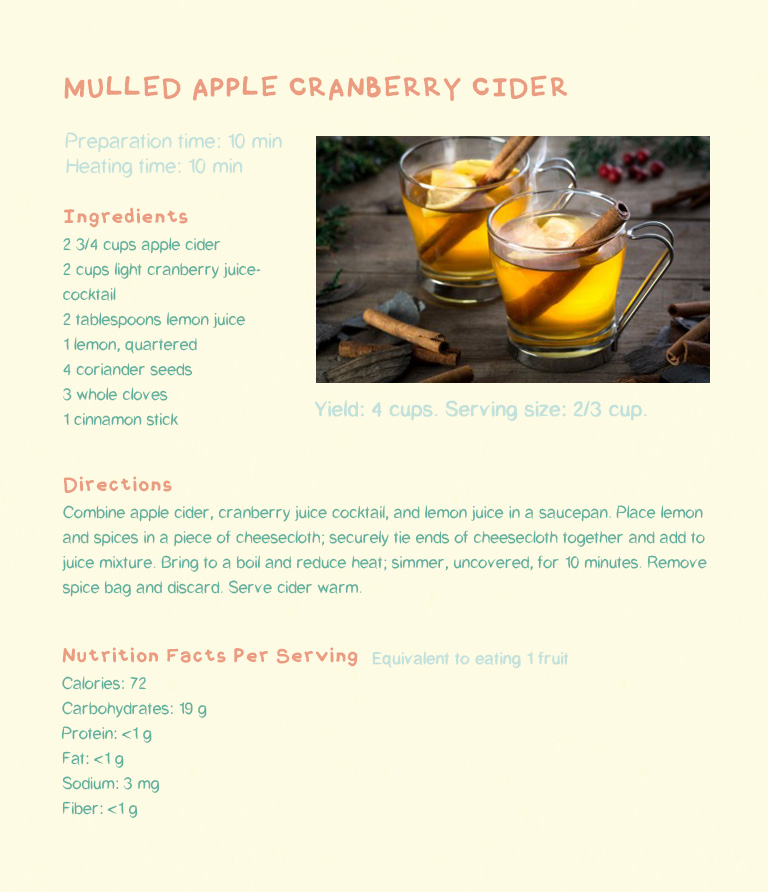 MULLED APPLE CRANBERRY CIDER
Preparation time: 10 min
Heating time: 10 min
Ingredients
2 3/4 cups apple cider
2 cups light cranberry juice-
cocktail
2 tablespoons lemon juice
1 lemon, quartered
4 coriander seeds
3 whole cloves
1 cinnamon stick
Yield: 4 cups. Serving size: 2/3 cup.
Directions
Combine apple cider, cranberry juice cocktail, and lemon juice in a saucepan. Place lemon
and spices in a piece of cheesecloth; securely tie ends of cheesecloth together and add to
juice mixture. Bring to a boil and reduce heat; simmer, uncovered, for 10 minutes. Remove
spice bag and discard. Serve cider warm.
Nutrition Facts Per Serving Equivalent to eating 1 fruit
Calories: 72
Carbohydrates: 19 g
Protein: <1 g
Fat: <1 g
Sodium: 3 mg
Fiber: <1 g